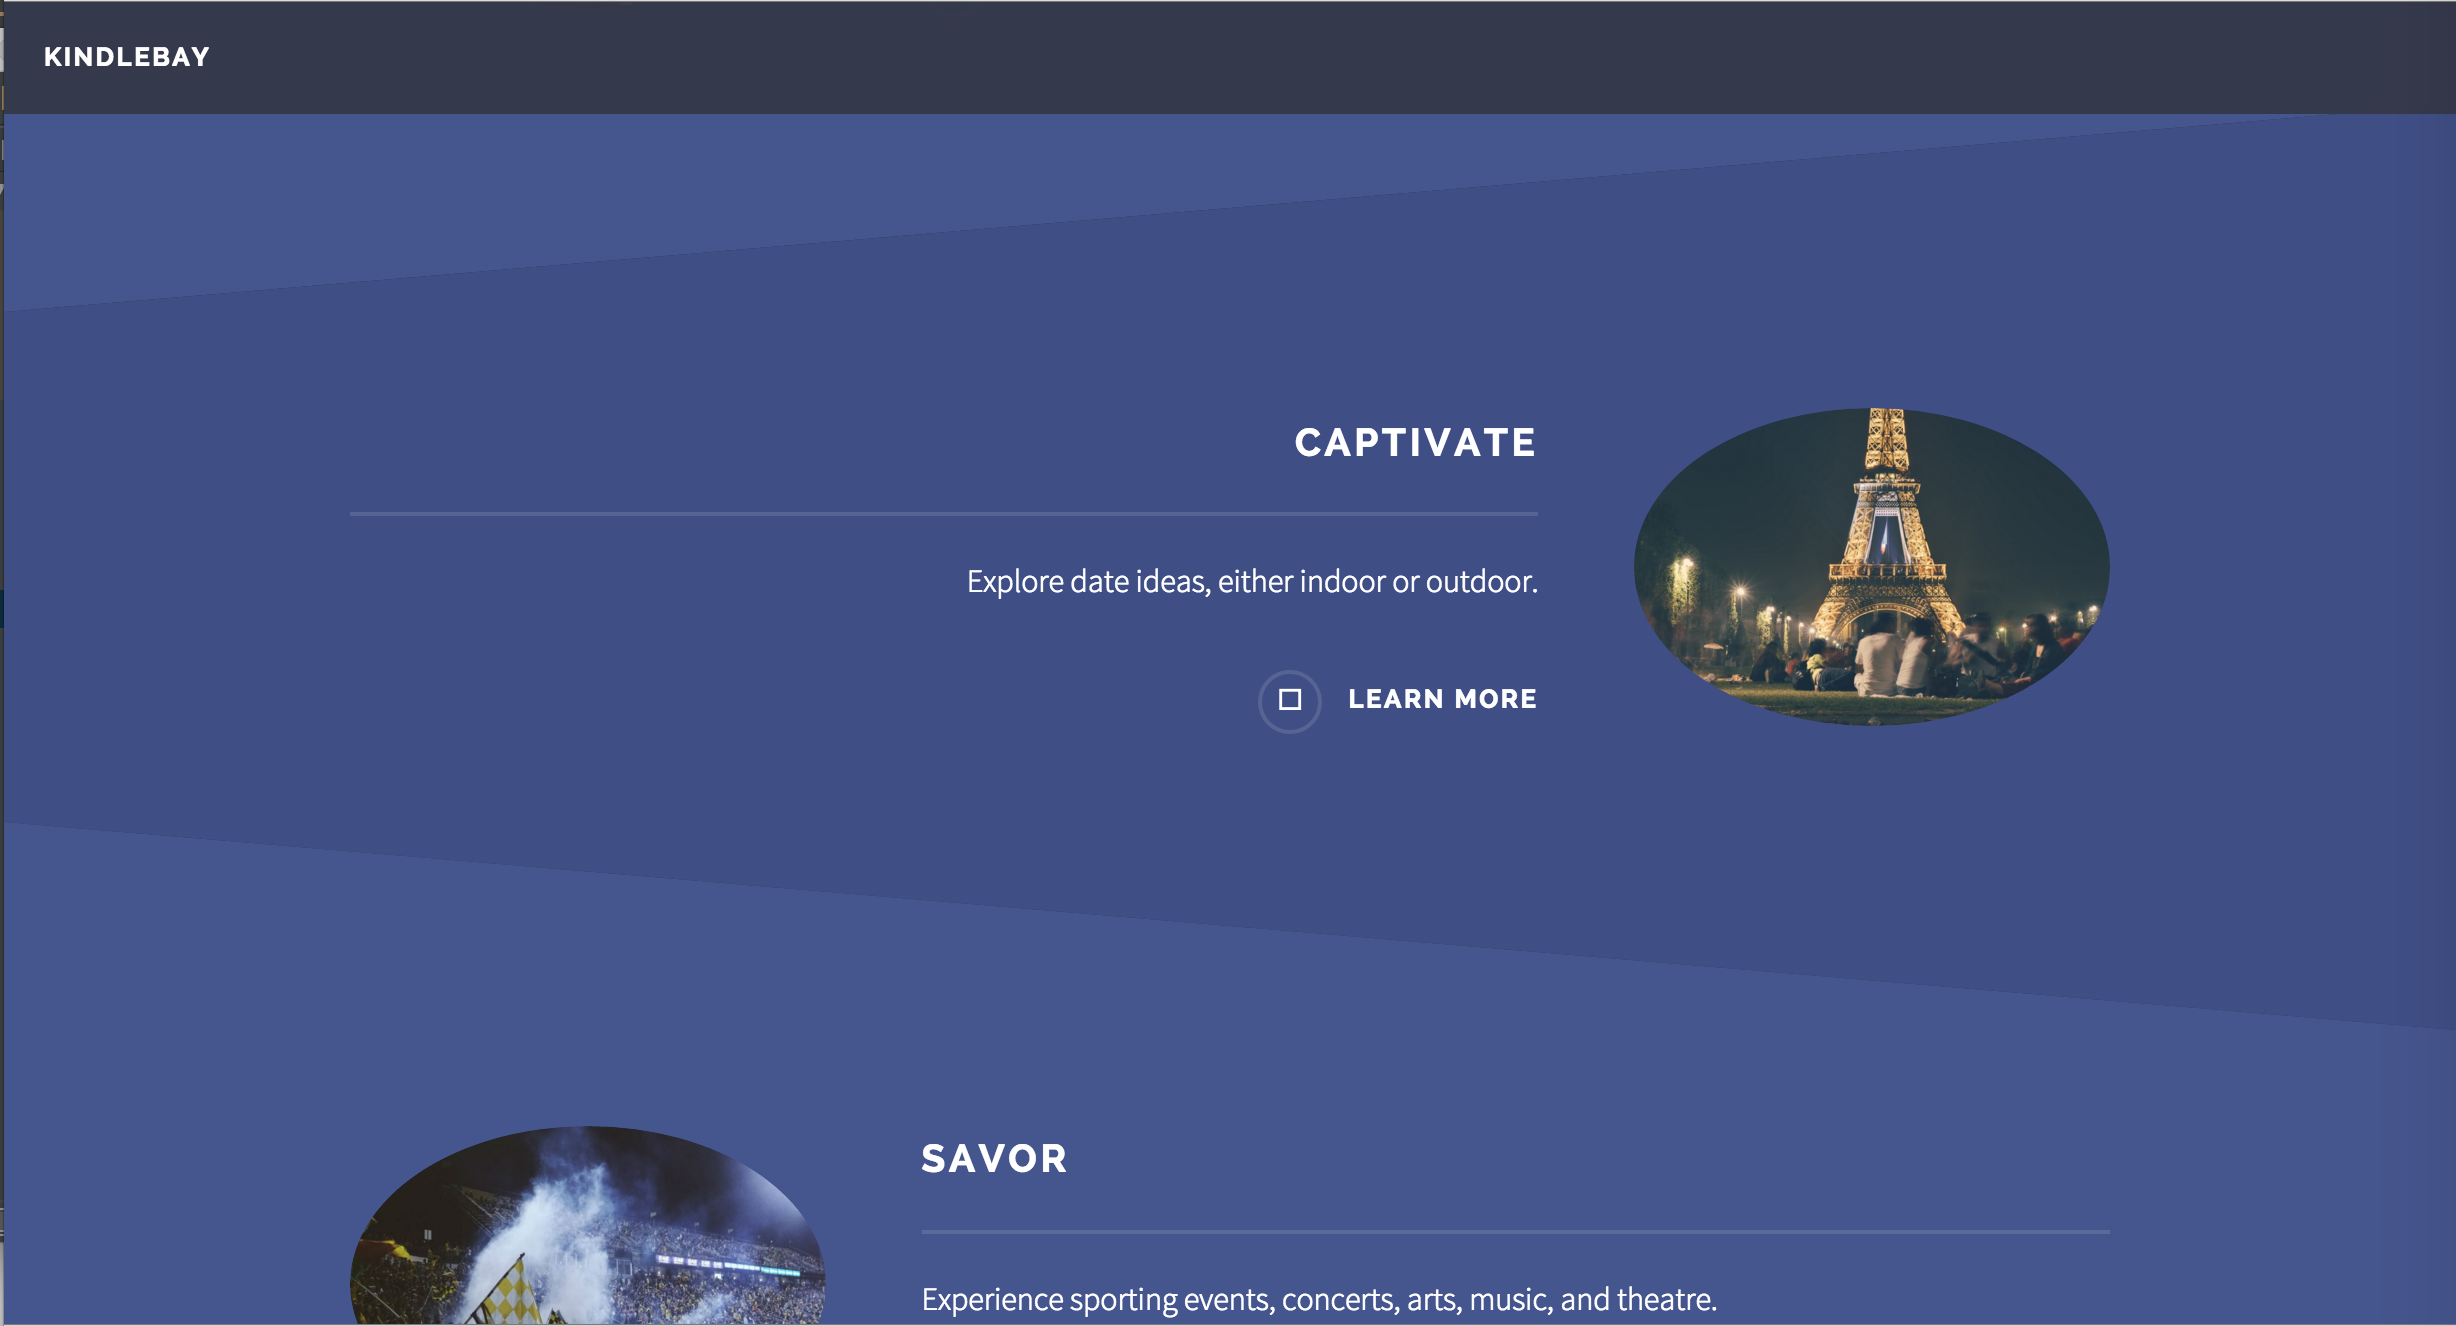 KINDLEBAY
CAPTIVATE
Explore date ideas, either indoor or outdoor.
LEARN MORE
SAVOR
Experience sporting events, concerts, arts, music, and theatre.